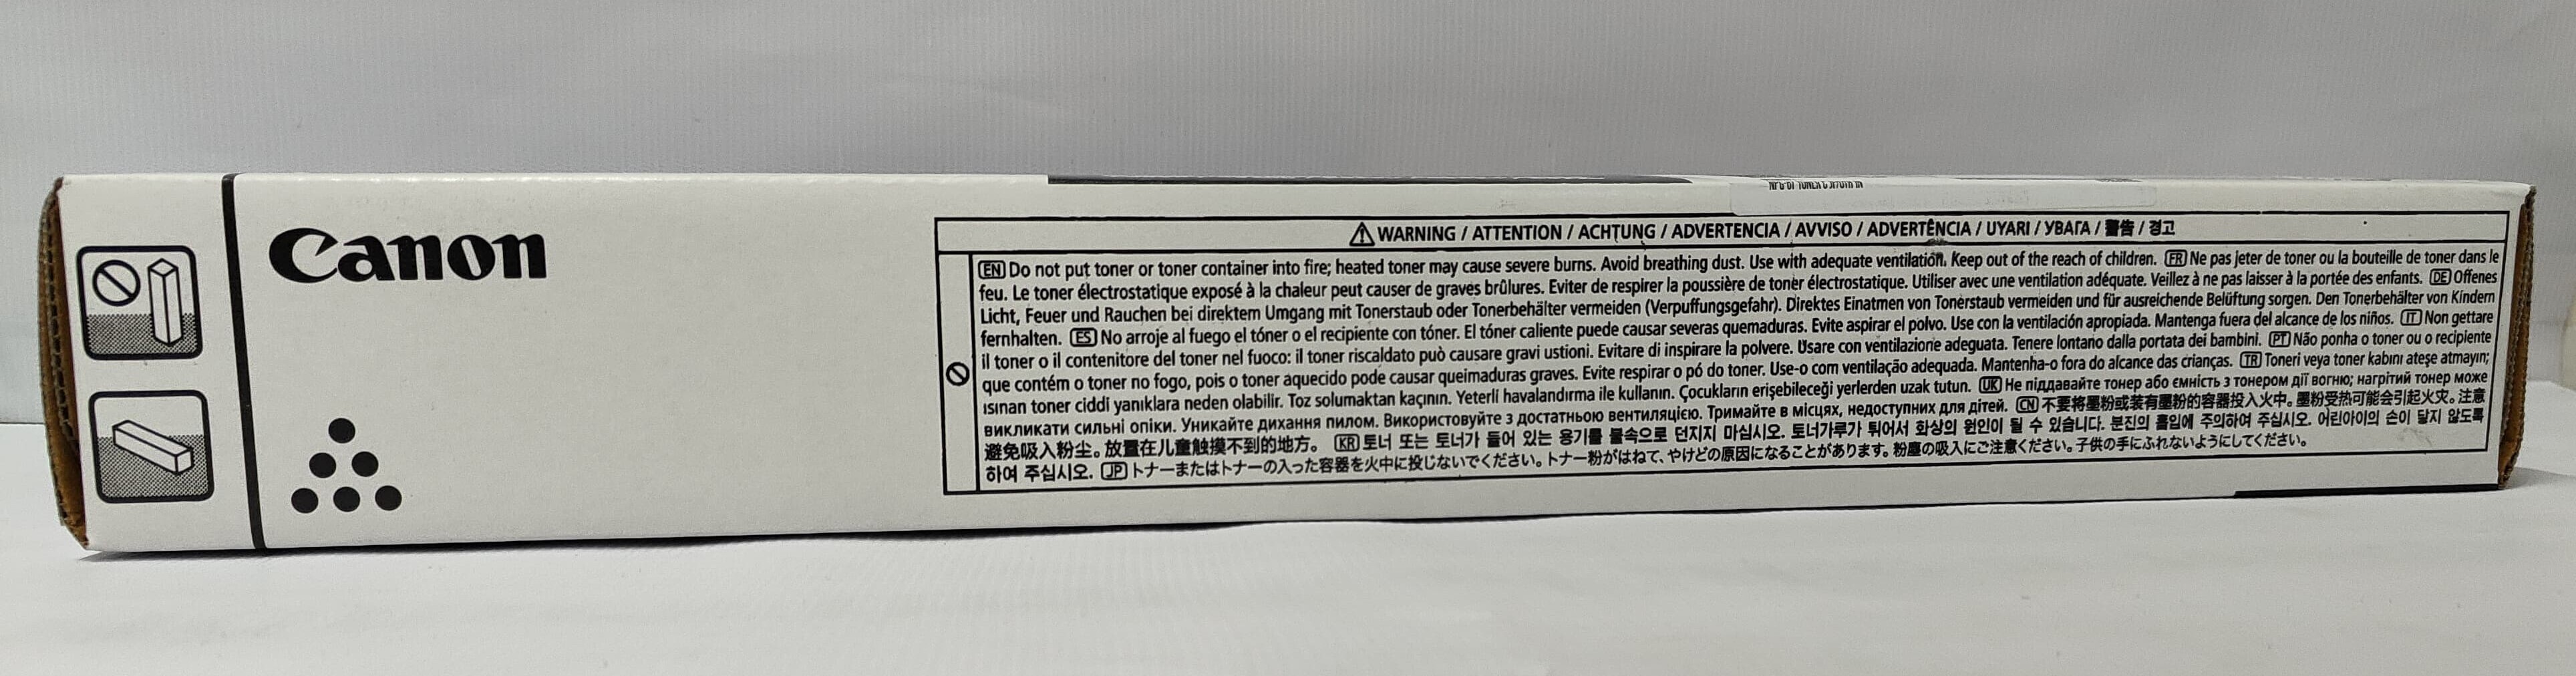 Canon
WARNING / ATTENTION / ACHTUNG / ADVERTENCIA / AVVISO / ADVERTÊNCIA / UYARI / УВАГА / 警告 / 경고
EN Do not put toner or toner container into fire; heated toner may cause severe burns. Avoid breathing dust. Use with adequate ventilation. Keep out of the reach of children. FR Ne pas jeter de toner ou la bouteille de toner dans le
feu. Le toner électrostatique exposé à la chaleur peut causer de graves brûlures. Eviter de respirer la poussière de toner électrostatique. Utiliser avec une ventilation adéquate. Veillez à ne pas laisser à la portée des enfants. DE Offenes
Licht, Feuer und Rauchen bei direktem Umgang mit Tonerstaub oder Tonerbehälter vermeiden (Verpuffungsgefahr). Direktes Einatmen von Tonerstaub vermeiden und für ausreichende Belüftung sorgen. Den Tonerbehälter von Kindern
fernhalten. ES No arroje al fuego el tóner o el recipiente con tóner. El tóner caliente puede causar severas quemaduras. Evite aspirar el polvo. Use con la ventilación apropiada. Mantenga fuera del alcance de los niños. IT Non gettare
il toner o il contenitore del toner nel fuoco: il toner riscaldato può causare gravi ustioni. Evitare di inspirare la polvere. Usare con ventilazione adeguata. Tenere lontano dalla portata dei bambini. PT Não ponha o toner ou o recipiente
que contém o toner no fogo, pois o toner aquecido pode causar queimaduras graves. Evite respirar o pó do toner. Use-o com ventilação adequada. Mantenha-o fora do alcance das crianças. TR Toneri veya toner kabını ateşe atmayın;
ısınan toner ciddi yanıklara neden olabilir. Toz solumaktan kaçının. Yeterli havalandırma ile kullanın. Çocukların erişebileceği yerlerden uzak tutun. UK Не піддавайте тонер або ємність з тонером дії вогню; нагрітий тонер може
викликати сильні опіки. Уникайте дихання пилом. Використовуйте з достатньою вентиляцією. Тримайте в місцях, недоступних для дітей. CN 不要将墨粉或装有墨粉的容器投入火中。墨粉受热可能会引起火灾。注意
避免吸入粉尘。放置在儿童触摸不到的地方。 KR 토너 또는 토너가 들어 있는 용기를 불속으로 던지지 마십시오. 토너가루가 튀어서 화상의 원인이 될 수 있습니다. 분진의 흡입에 주의하여 주십시오. 어린아이의 손이 닿지 않도록
하여 주십시오. JP トナーまたはトナーの入った容器を火中に投じないでください。トナー粉がはねて、やけどの原因になることがあります。粉塵の吸入にご注意ください。子供の手にふれないようにしてください。